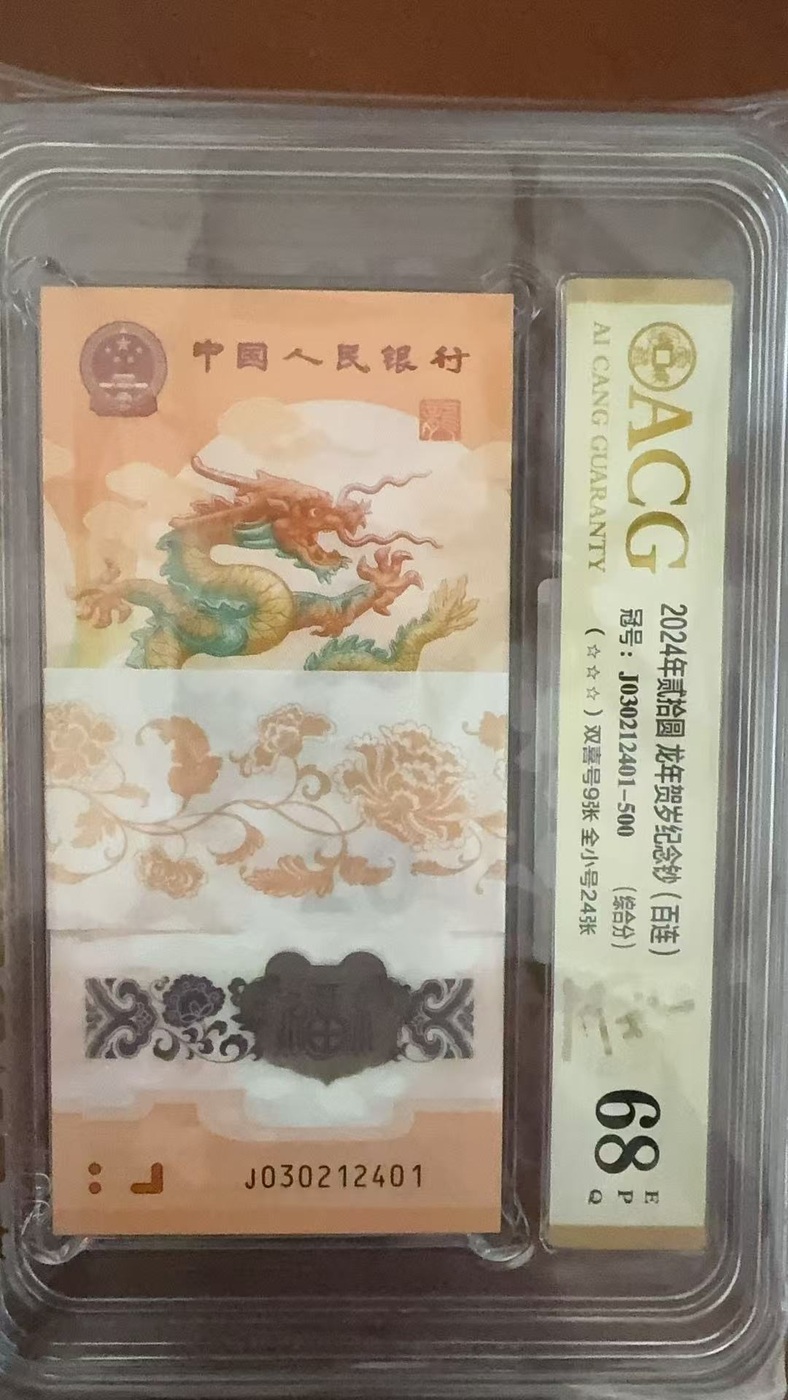 中国人民银行
J030212401
ACG
AI CANG GUARANTY
2024年贰拾圆 龙年贺岁纪念钞（百连）
冠号：J030212401-500 （综合分）
（☆☆☆）双喜号9张 全小号24张
68
E
P
Q